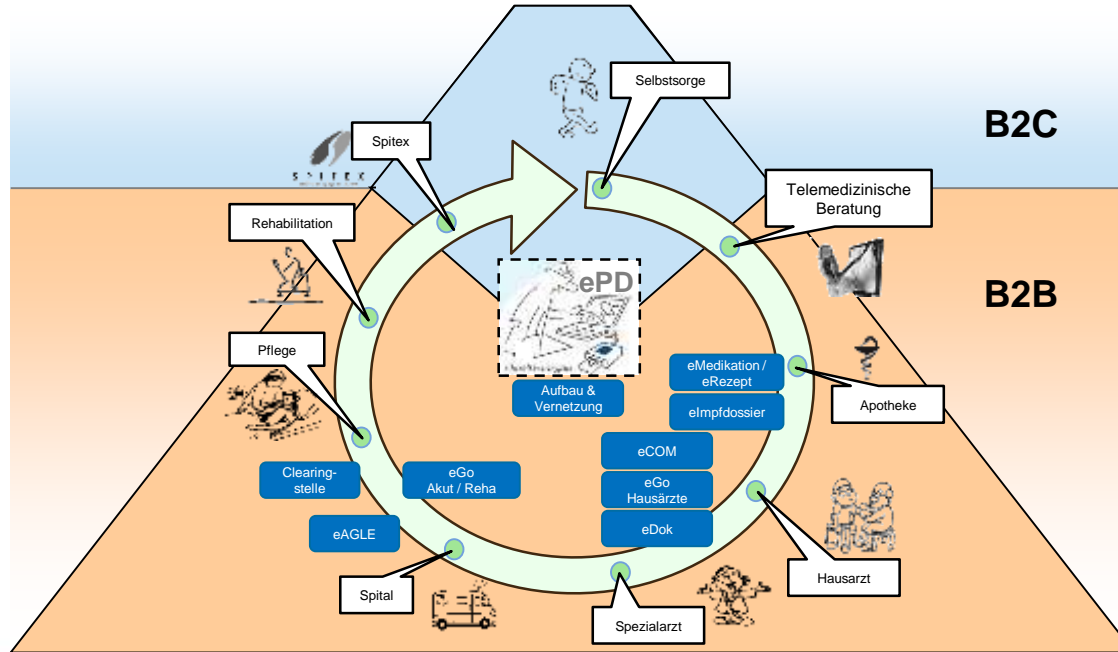 Selbstsorge
B2C
Spitex
SPITEX
Telemedizinische
Beratung
Rehabilitation
ePD
B2B
Pflege
eMedikation /
eRezept
Aufbau &
Vernetzung
eImpfdossier
Apotheke
eCOM
Clearing-
stelle
eGo
Akut / Reha
eGo
Hausärzte
eAGLE
eDok
Hausarzt
Spital
Spezialarzt